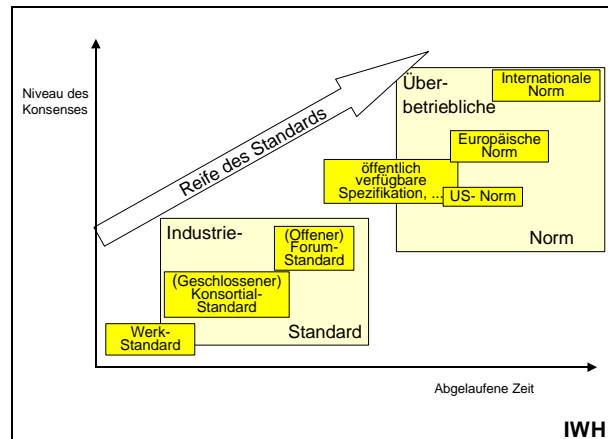 Niveau des
Konsenses
Reife des Standards
Über-
betriebliche
Internationale
Norm
Europäische
Norm
öffentlich
verfügbare
Spezifikation, ...
US- Norm
Norm
Industrie-
(Offener)
Forum-
Standard
(Geschlossener)
Konsortial-
Standard
Werk-
Standard
Standard
Abgelaufene Zeit
IWH